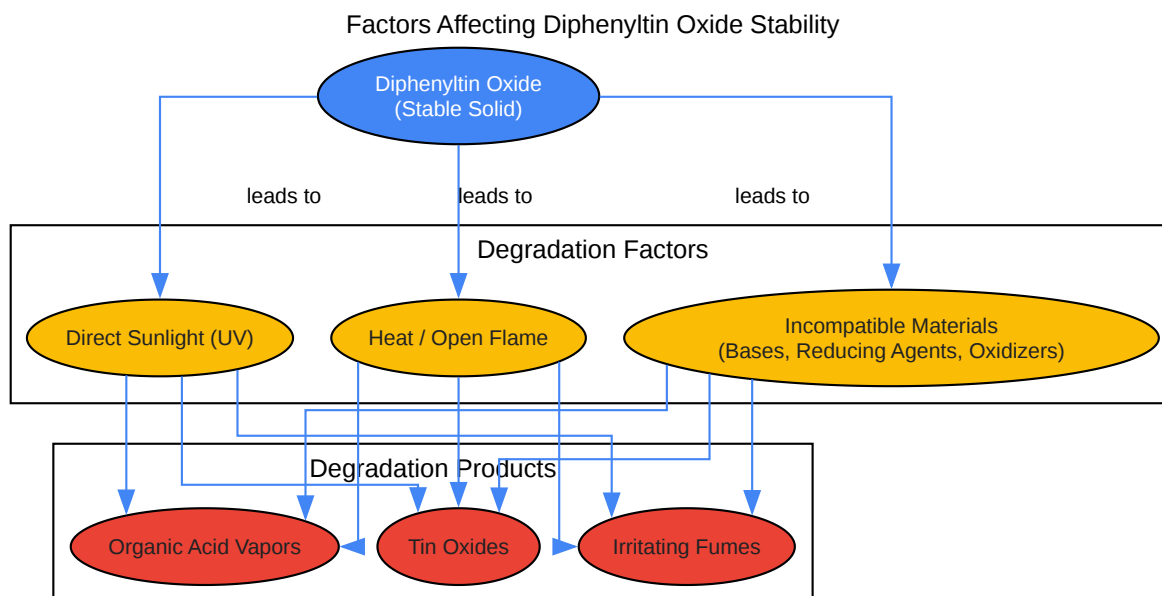 Factors Affecting Diphenyltin Oxide Stability
Diphenyltin Oxide
(Stable Solid)
leads to
leads to
leads to
Degradation Factors
Direct Sunlight (UV)
Heat / Open Flame
Incompatible Materials
(Bases, Reducing Agents, Oxidizers)
Degradation Products
Organic Acid Vapors
Tin Oxides
Irritating Fumes